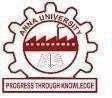 ANNA UNIVERSITY
PROGRESS THROUGH KNOWLEDGE